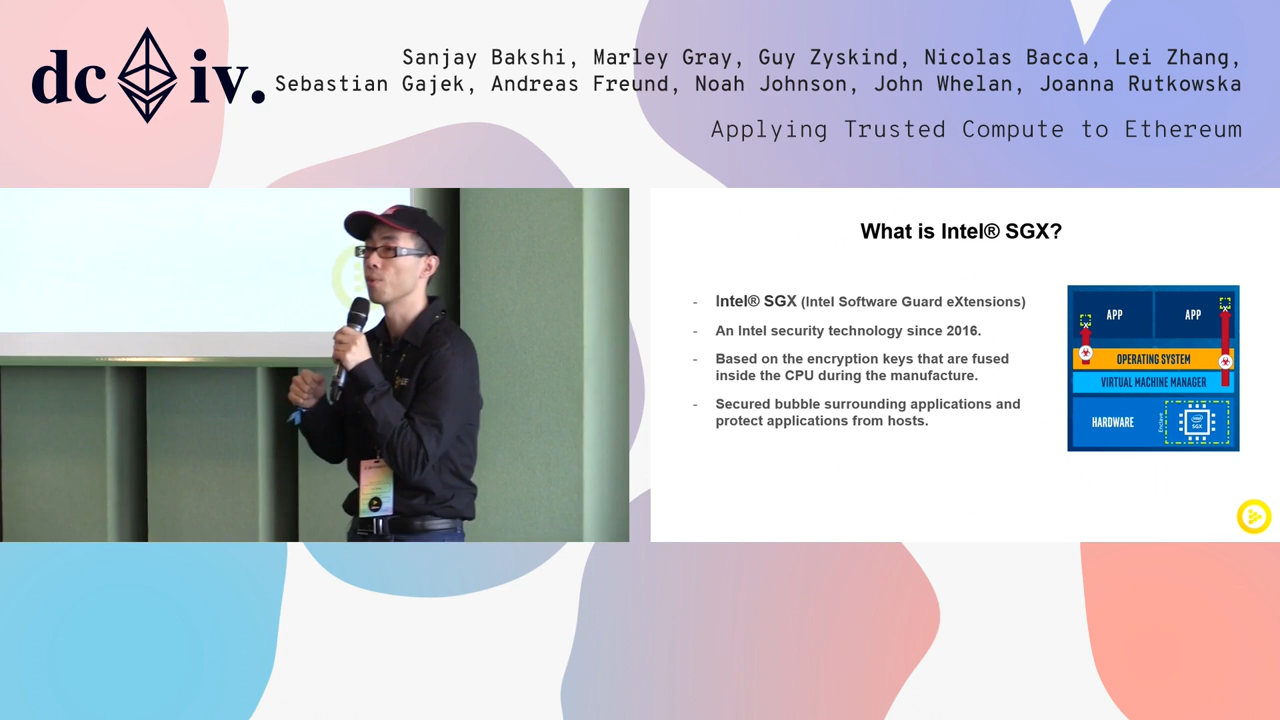 dc iv.
Sanjay Bakshi, Marley Gray, Guy Zyskind, Nicolas Bacca, Lei Zhang,
Sebastian Gajek, Andreas Freund, Noah Johnson, John Whelan, Joanna Rutkowska
Applying Trusted Compute to Ethereum
What is Intel® SGX?
- Intel® SGX (Intel Software Guard eXtensions)
- An Intel security technology since 2016.
- Based on the encryption keys that are fused
inside the CPU during the manufacture.
- Secured bubble surrounding applications and
protect applications from hosts.
APP APP
OPERATING SYSTEM
VIRTUAL MACHINE MANAGER
HARDWARE
Enclave
intel
SGX